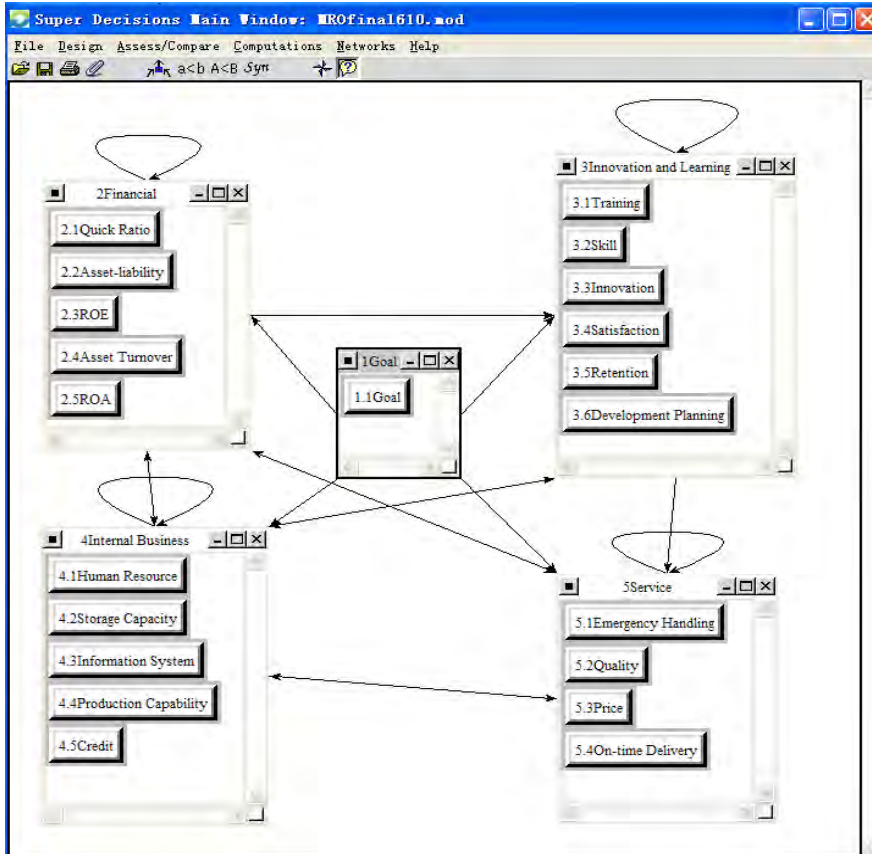 Super Decisions Main Window: MROfinal610.mod
File Design Assess/Compare Computations Networks Help
a<b A<B Syn
2Financial
2.1Quick Ratio
2.2Asset-liability
2.3ROE
2.4Asset Turnover
2.5ROA
3Innovation and Learning
3.1Training
3.2Skill
3.3Innovation
3.4Satisfaction
3.5Retention
3.6Development Planning
1Goal
1.1Goal
4Internal Business
4.1Human Resource
4.2Storage Capacity
4.3Information System
4.4Production Capability
4.5Credit
5Service
5.1Emergency Handling
5.2Quality
5.3Price
5.4On-time Delivery